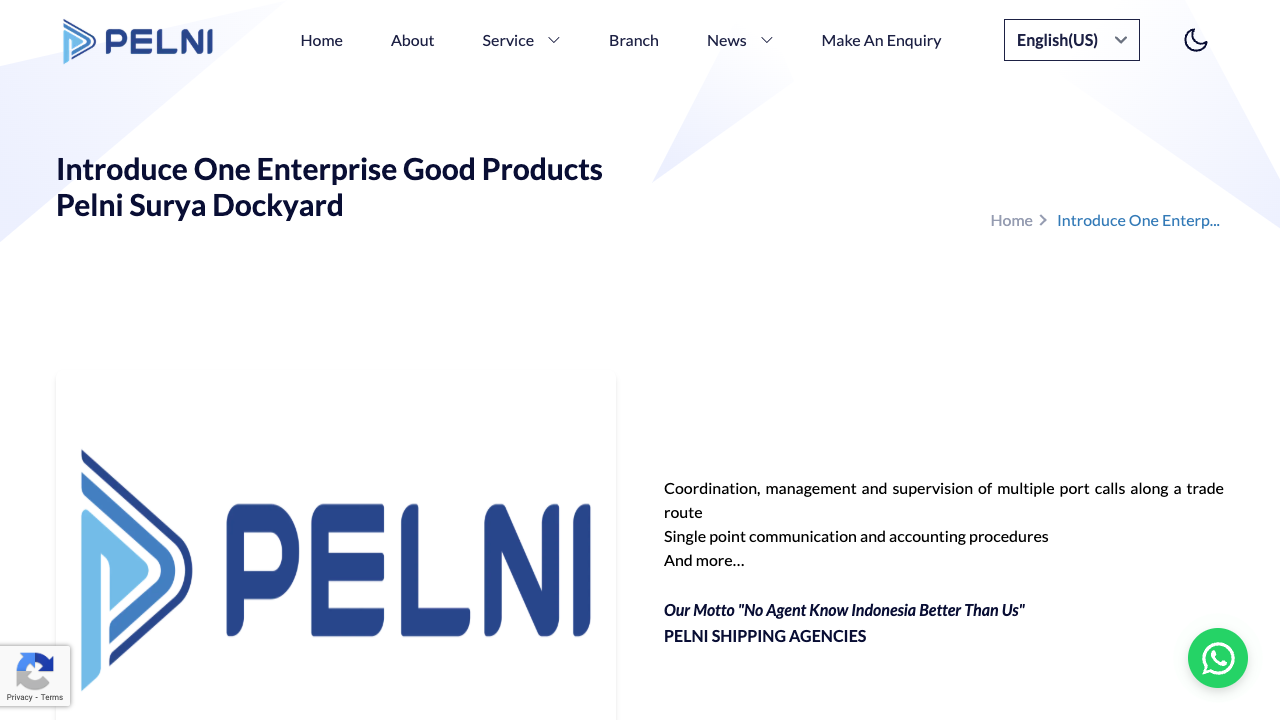 PELNI
Home
About
Service
Branch
News
Make An Enquiry
English(US)
Introduce One Enterprise Good Products
Pelni Surya Dockyard
Home
Introduce One Enterp...
PELNI
Coordination, management and supervision of multiple port calls along a trade
route
Single point communication and accounting procedures
And more...
Our Motto "No Agent Know Indonesia Better Than Us"
PELNI SHIPPING AGENCIES
Privacy - Terms